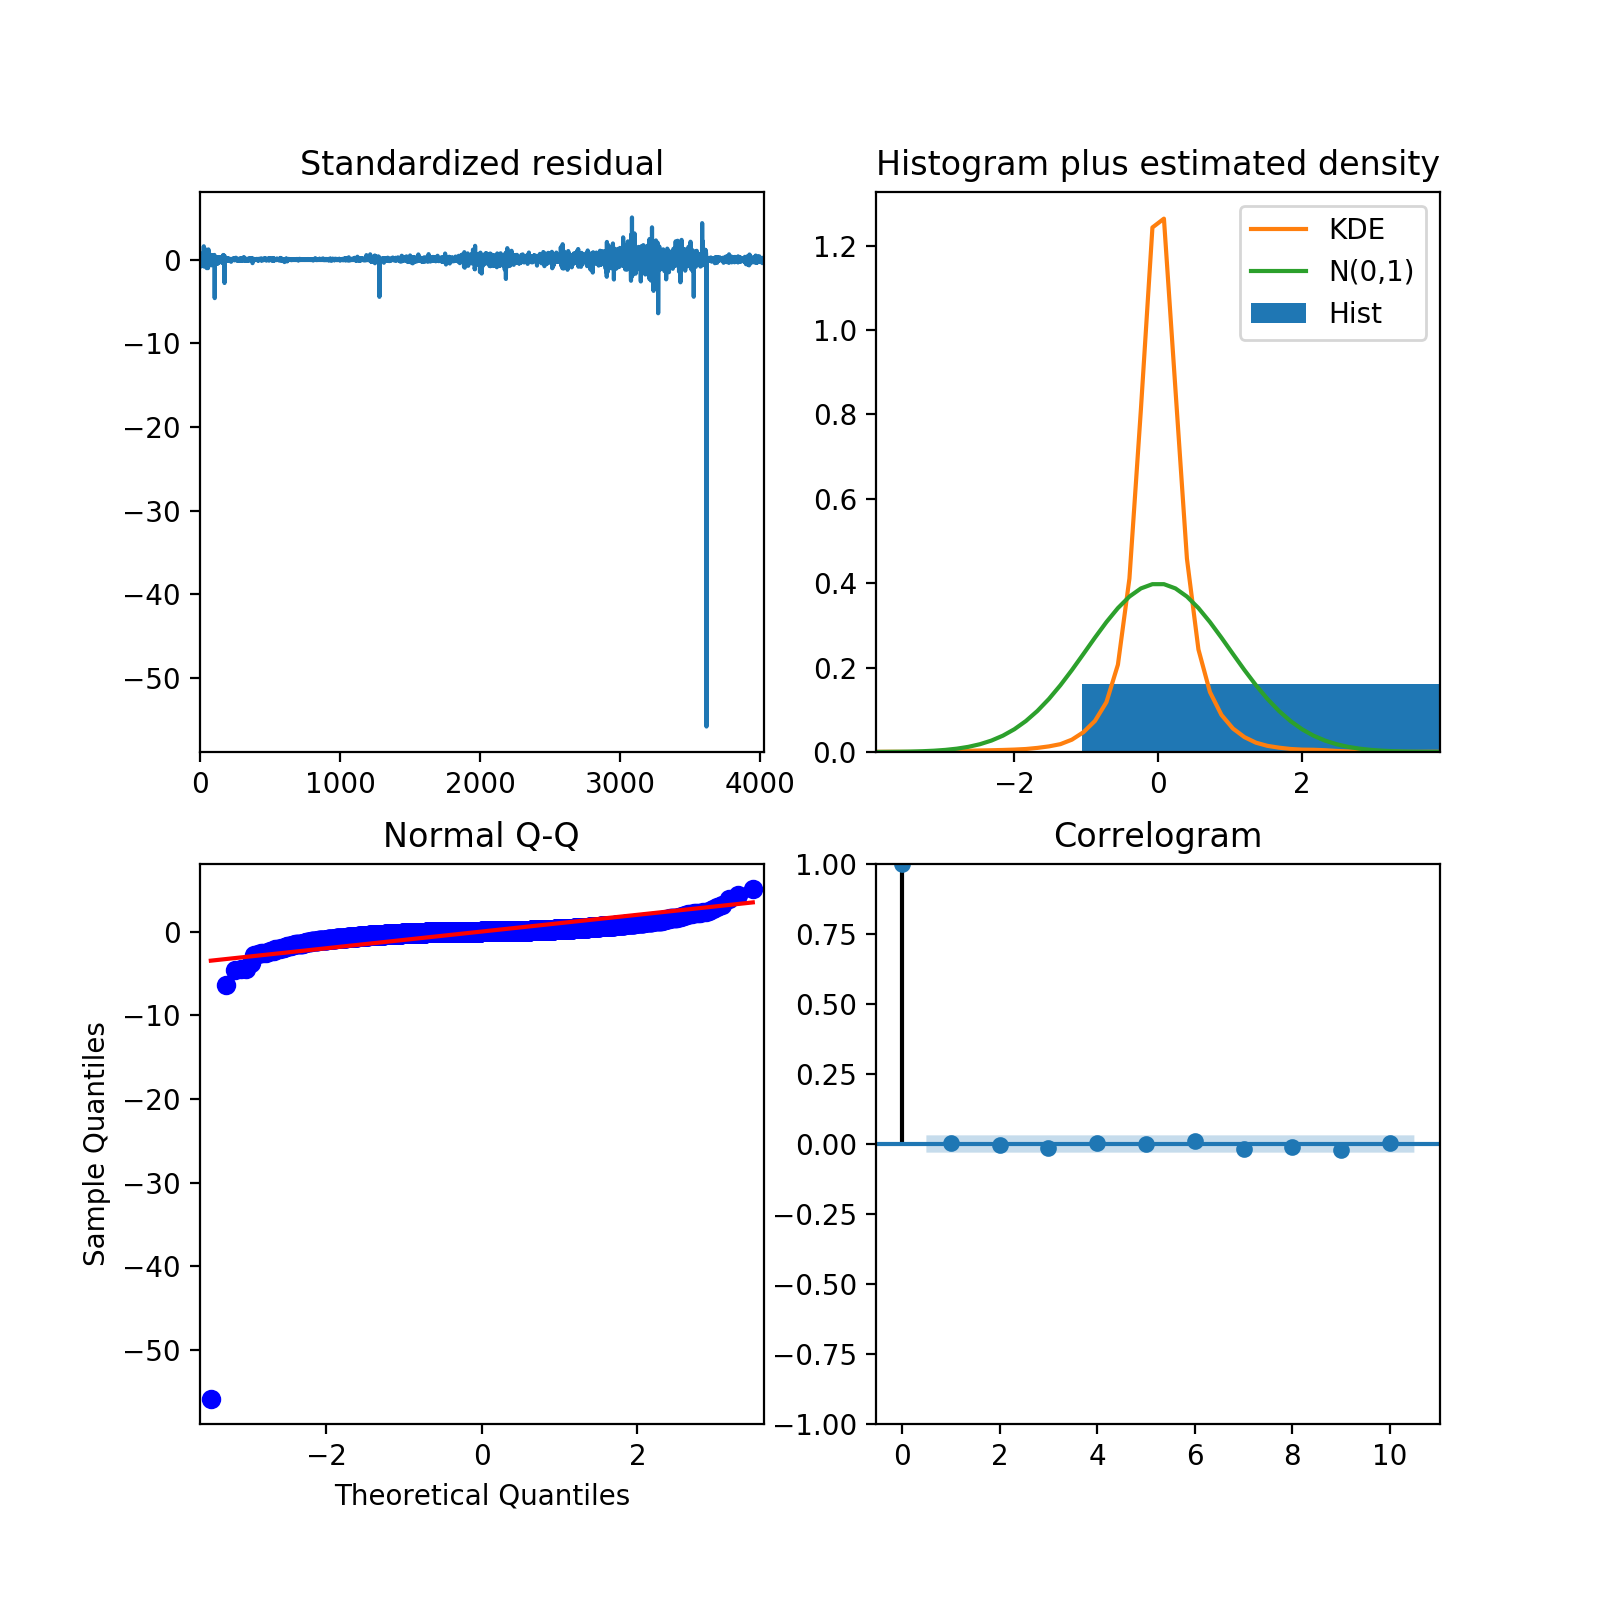 Standardized residual
0
−10
−20
−30
−40
−50
0 1000 2000 3000 4000
Histogram plus estimated density
KDE
N(0,1)
Hist
1.2
1.0
0.8
0.6
0.4
0.2
0.0
−2 0 2
Normal Q-Q
Sample Quantiles
0
−10
−20
−30
−40
−50
−2 0 2
Theoretical Quantiles
Correlogram
1.00
0.75
0.50
0.25
0.00
−0.25
−0.50
−0.75
−1.00
0 2 4 6 8 10